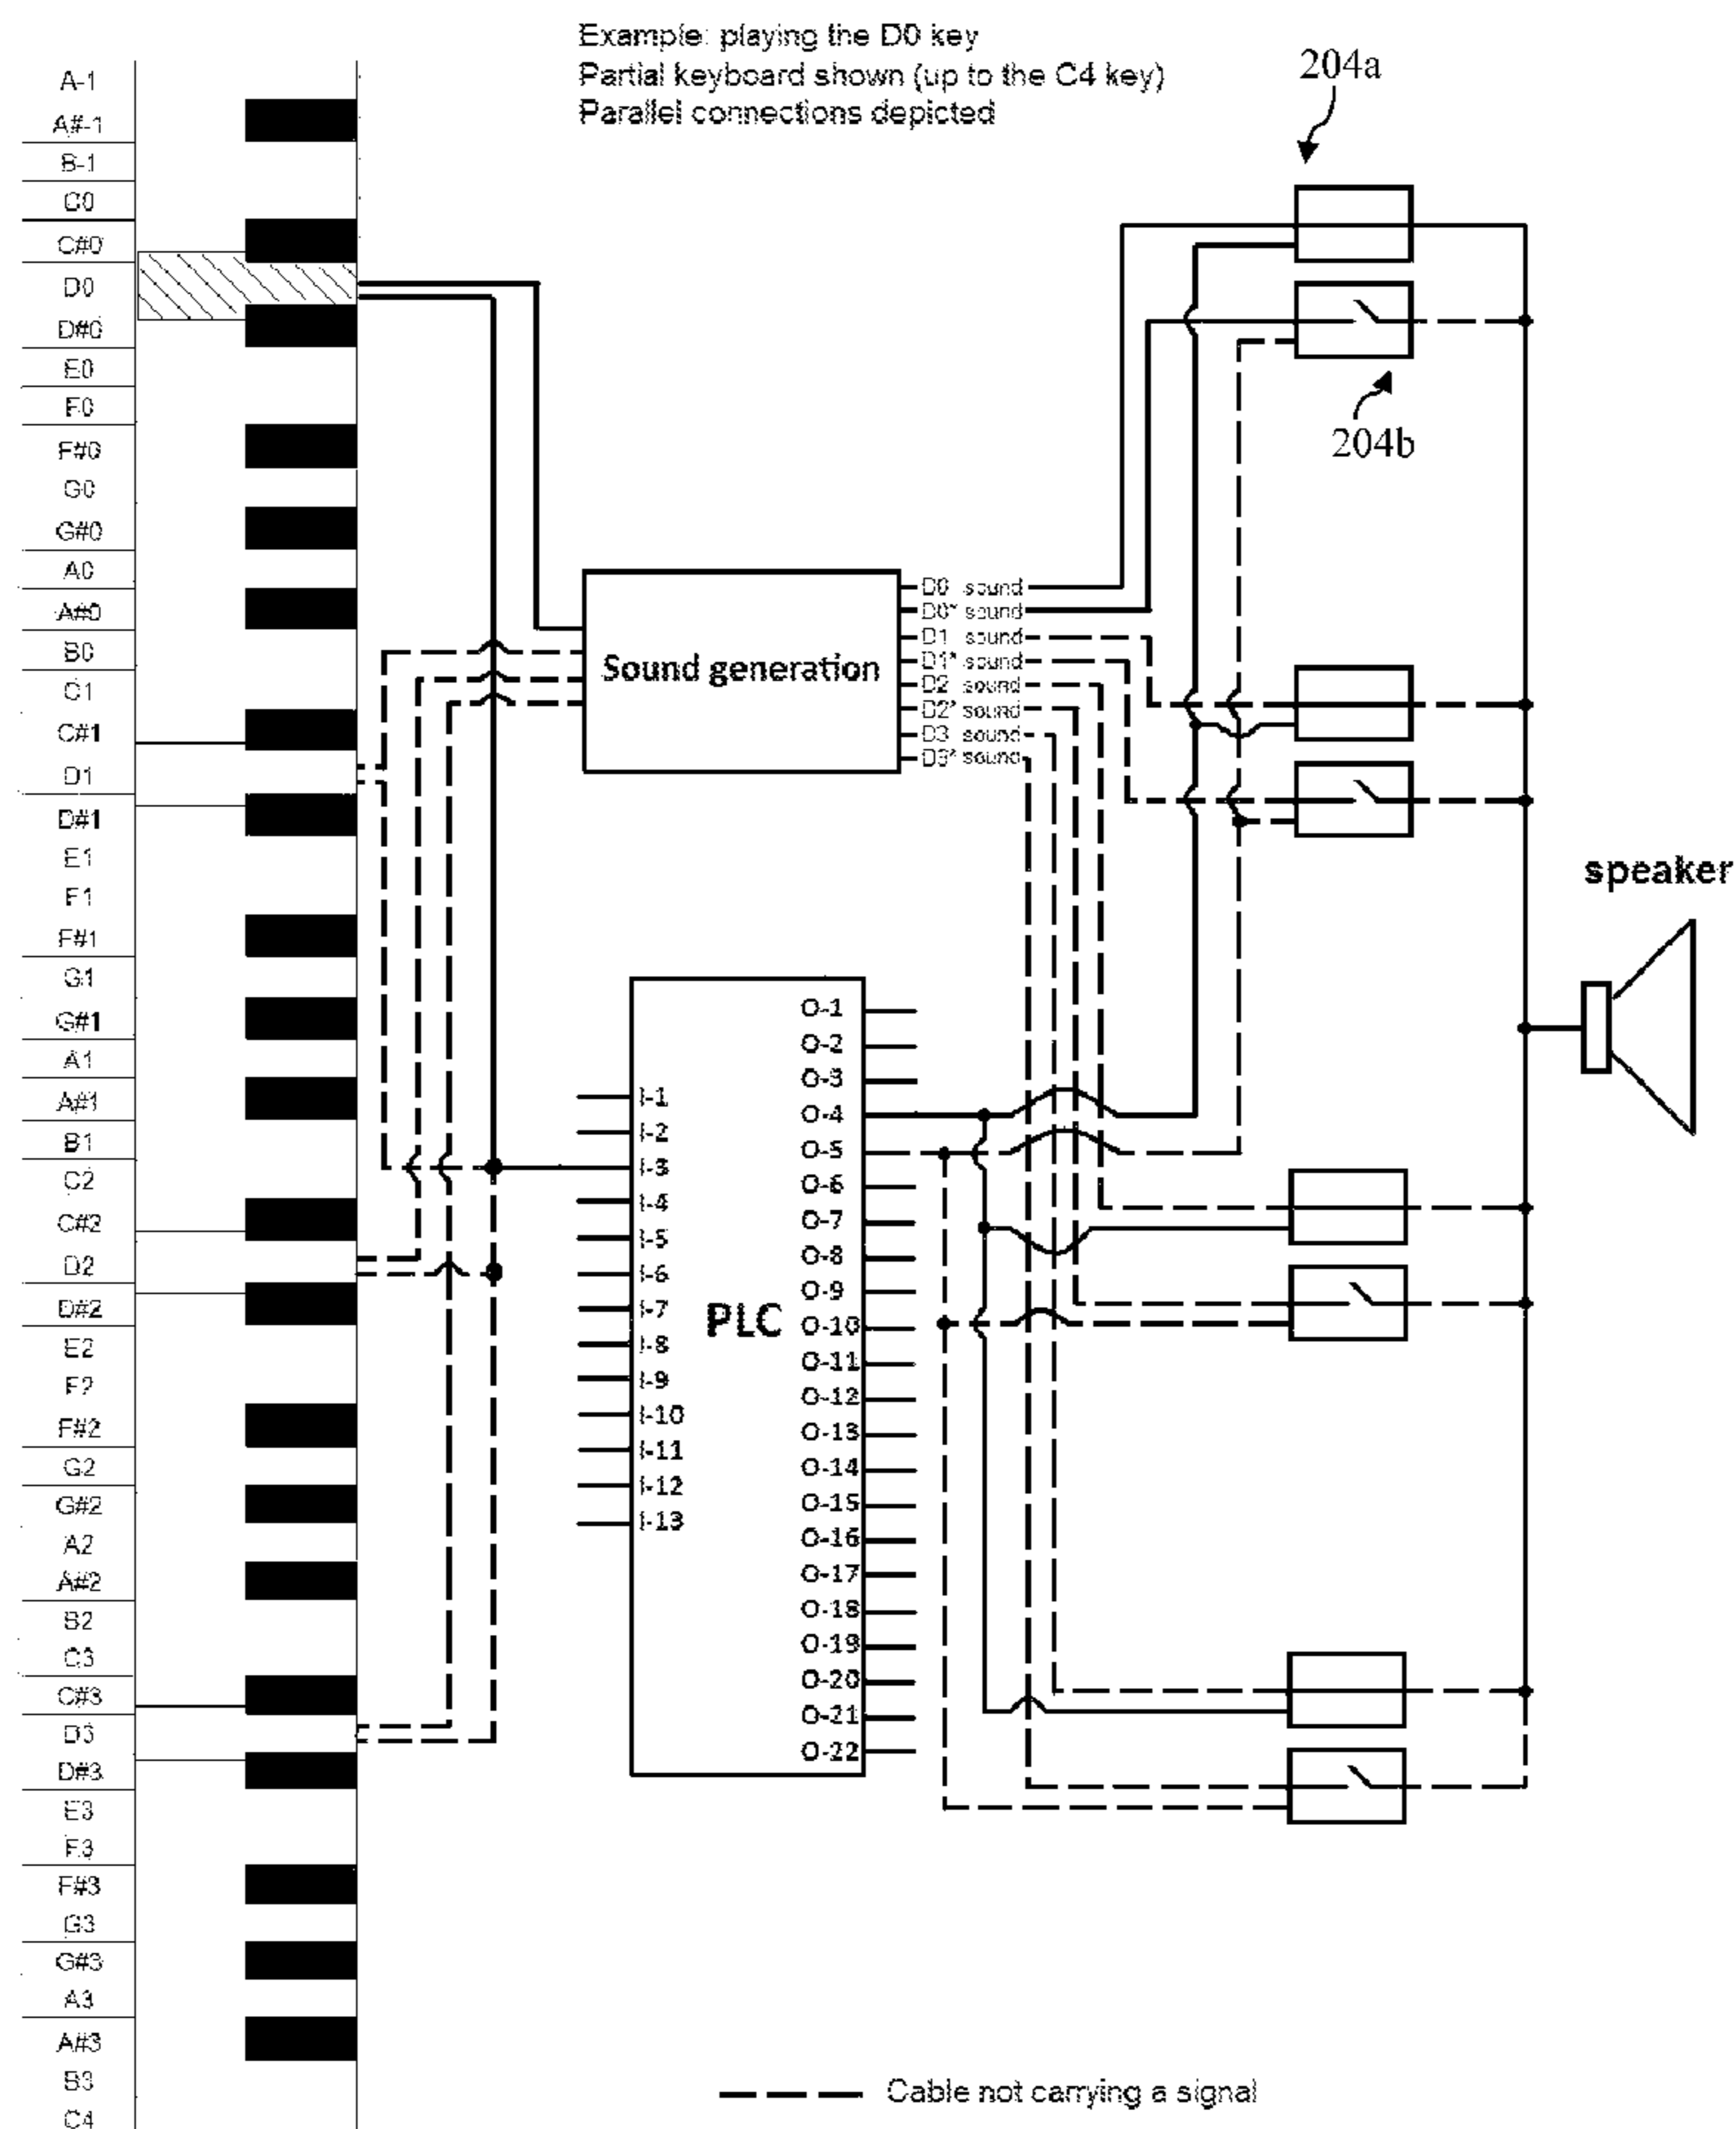 Example: playing the D0 key
Partial keyboard shown (up to the C4 key)
Parallel connections depicted
204a
204b
A-1
A#-1
B-1
C0
C#0
D0
D#0
E0
F0
F#0
G0
G#0
A0
A#0
B0
C1
C#1
D1
D#1
E1
F1
F#1
G1
G#1
A1
A#1
B1
C2
C#2
D2
D#2
E2
F2
F#2
G2
G#2
A2
A#2
B2
C3
C#3
D3
D#3
E3
F3
F#3
G3
G#3
A3
A#3
B3
C4
Sound generation
D0 sound
D0* sound
D1 sound
D1* sound
D2 sound
D2* sound
D3 sound
D3* sound
PLC
I-1
I-2
I-3
I-4
I-5
I-6
I-7
I-8
I-9
I-10
I-11
I-12
I-13
O-1
O-2
O-3
O-4
O-5
O-6
O-7
O-8
O-9
O-10
O-11
O-12
O-13
O-14
O-15
O-16
O-17
O-18
O-19
O-20
O-21
O-22
speaker
Cable not carrying a signal